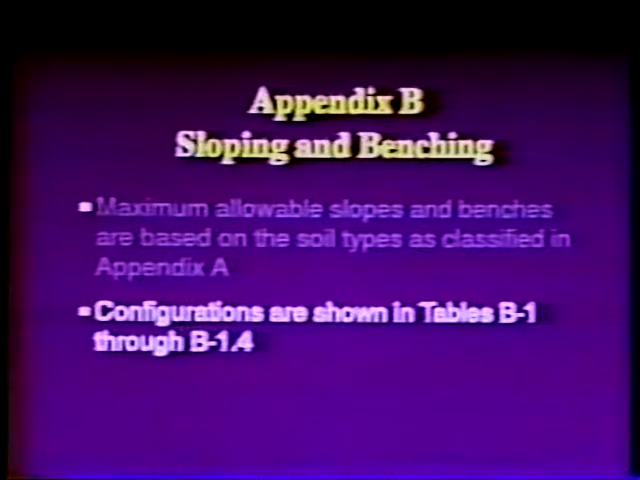 Appendix B
Sloping and Benching
▪ Maximum allowable slopes and benches
are based on the soil types as classified in
Appendix A
▪ Configurations are shown in Tables B-1
through B-1.4